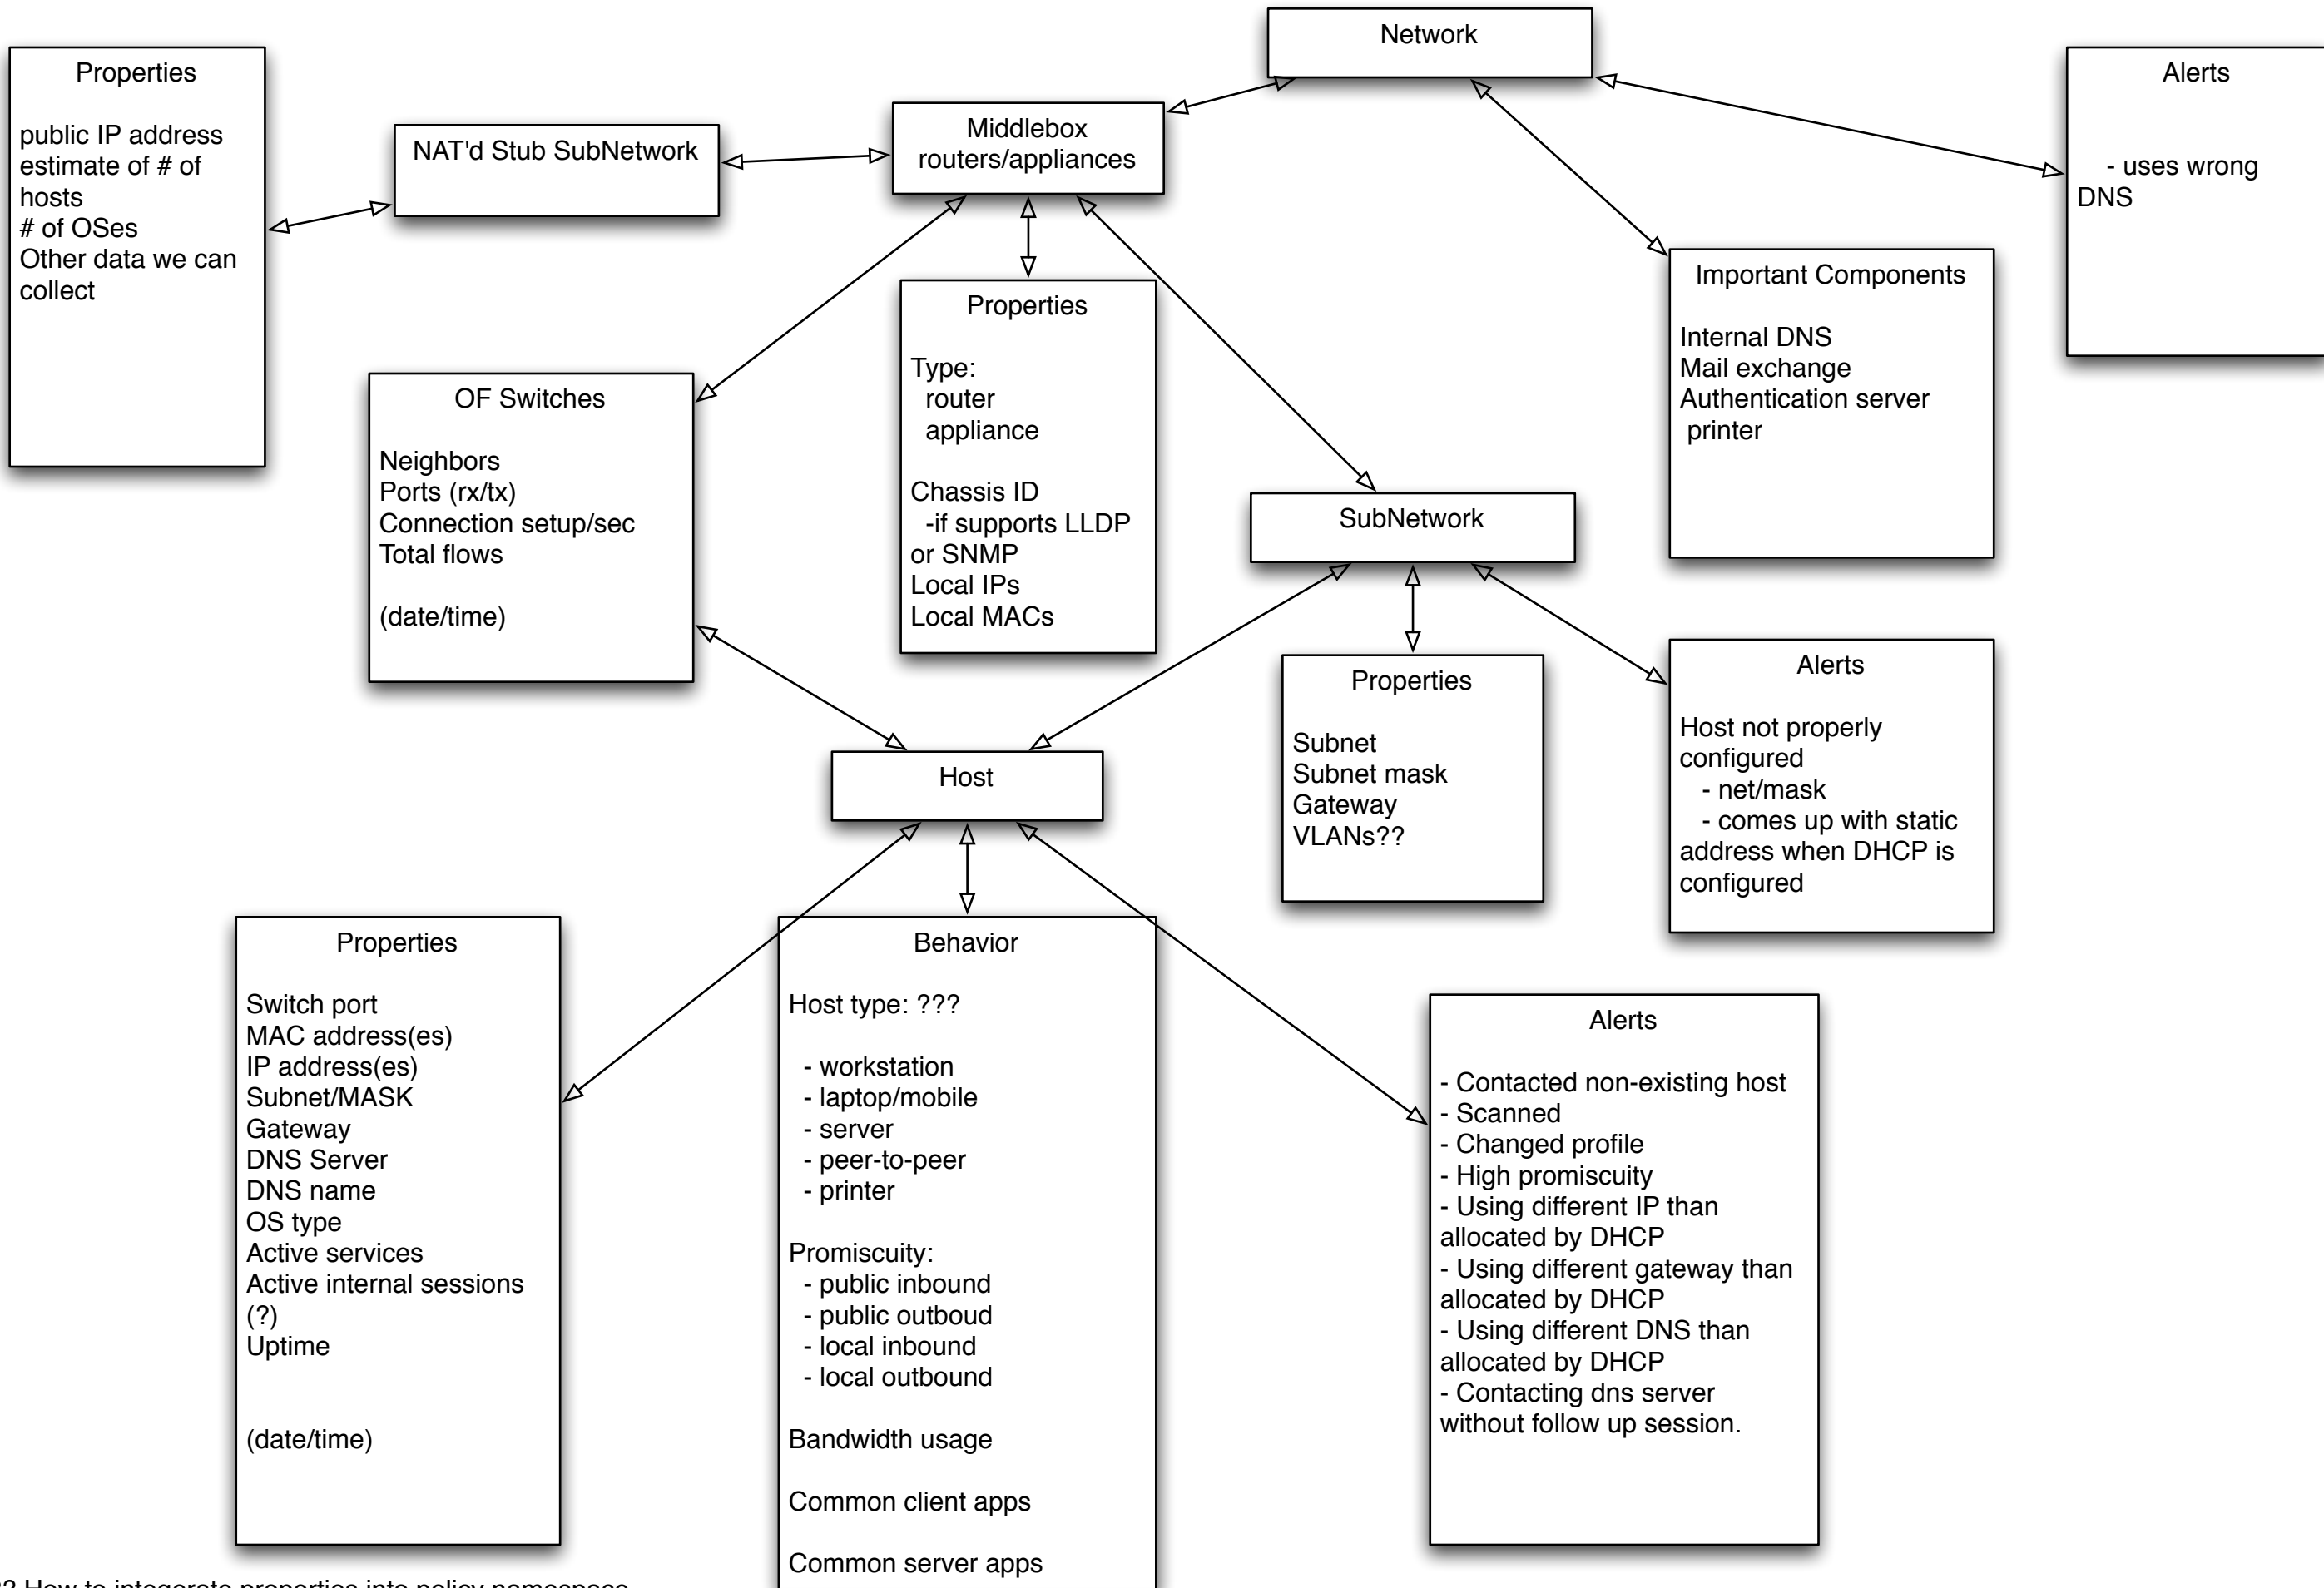 Network
Properties
public IP address
estimate of # of
hosts
# of OSes
Other data we can
collect
NAT'd Stub SubNetwork
Middlebox
routers/appliances
Alerts
- uses wrong
DNS
Important Components
Internal DNS
Mail exchange
Authentication server
printer
OF Switches
Neighbors
Ports (rx/tx)
Connection setup/sec
Total flows
(date/time)
Properties
Type:
router
appliance
Chassis ID
-if supports LLDP
or SNMP
Local IPs
Local MACs
SubNetwork
Properties
Subnet
Subnet mask
Gateway
VLANs??
Alerts
Host not properly
configured
- net/mask
- comes up with static
address when DHCP is
configured
Host
Properties
Switch port
MAC address(es)
IP address(es)
Subnet/MASK
Gateway
DNS Server
DNS name
OS type
Active services
Active internal sessions
(?)
Uptime
(date/time)
Behavior
Host type: ???
- workstation
- laptop/mobile
- server
- peer-to-peer
- printer
Promiscuity:
- public inbound
- public outboud
- local inbound
- local outbound
Bandwidth usage
Common client apps
Common server apps
Alerts
- Contacted non-existing host
- Scanned
- Changed profile
- High promiscuity
- Using different IP than
allocated by DHCP
- Using different gateway than
allocated by DHCP
- Using different DNS than
allocated by DHCP
- Contacting dns server
without follow up session.
How to integerate properties into policy namespace